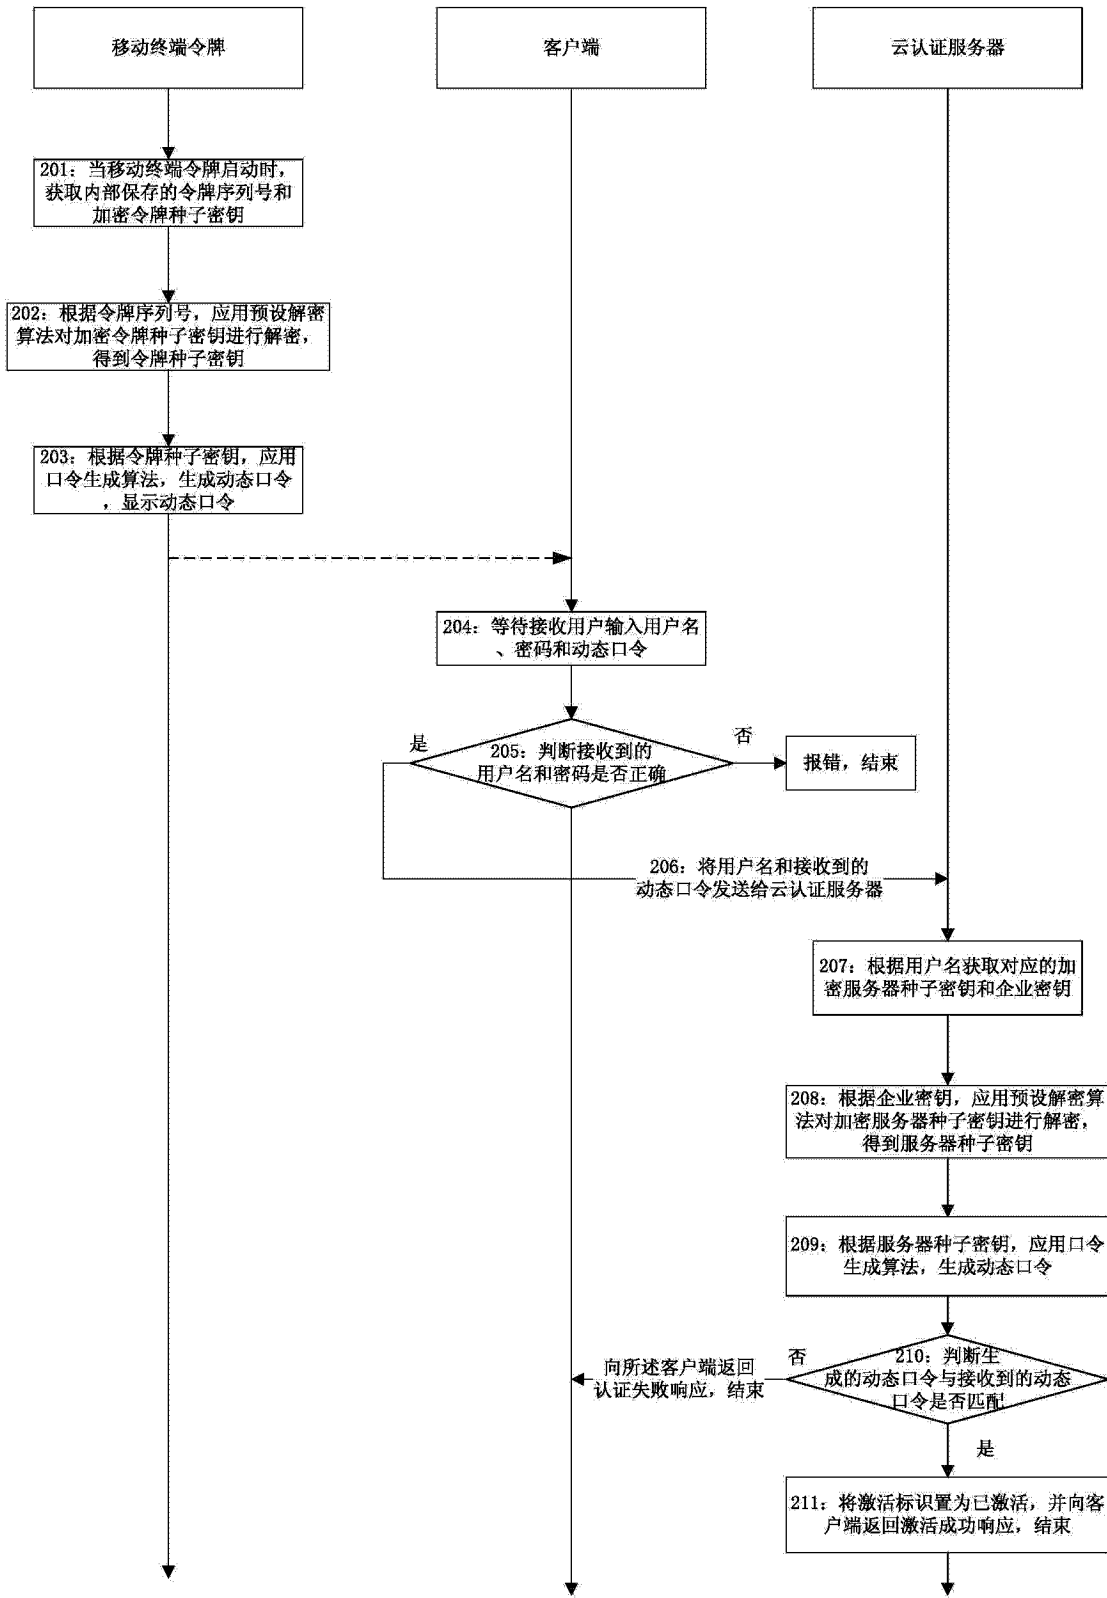 移动终端令牌
客户端
云认证服务器
201：当移动终端令牌启动时，
获取内部保存的令牌序列号和
加密令牌种子密钥
202：根据令牌序列号，应用预设解密
算法对加密令牌种子密钥进行解密，
得到令牌种子密钥
203：根据令牌种子密钥，应用
口令生成算法，生成动态口令
，显示动态口令
204：等待接收用户输入用户名
、密码和动态口令
是
205：判断接收到的
用户名和密码是否正确
否
报错，结束
206：将用户名和接收到的
动态口令发送给云认证服务器
207：根据用户名获取对应的加
密服务器种子密钥和企业密钥
208：根据企业密钥，应用预设解密算
法对加密服务器种子密钥进行解密，
得到服务器种子密钥
209：根据服务器种子密钥，应用口令
生成算法，生成动态口令
向所述客户端返回
认证失败响应，结束
否
210：判断生
成的动态口令与接收到的动态
口令是否匹配
是
211：将激活标识置为已激活，并向客
户端返回激活成功响应，结束